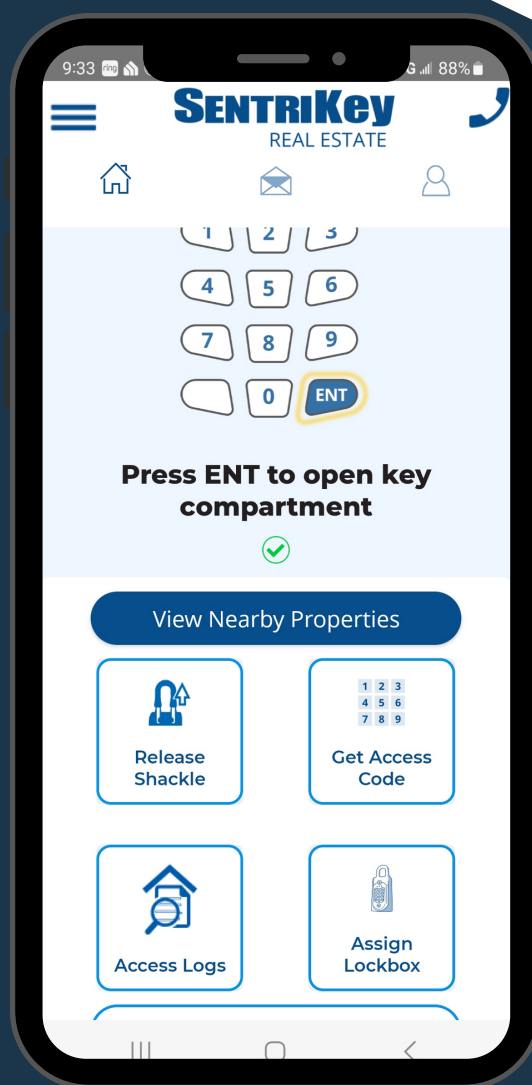 9:33 ring G 88%
SENTRIKEY
REAL ESTATE
1 2 3
4 5 6
7 8 9
0 ENT
Press ENT to open key
compartment
View Nearby Properties
1 2 3
4 5 6
7 8 9
Release
Shackle
Get Access
Code
Access Logs
Assign
Lockbox